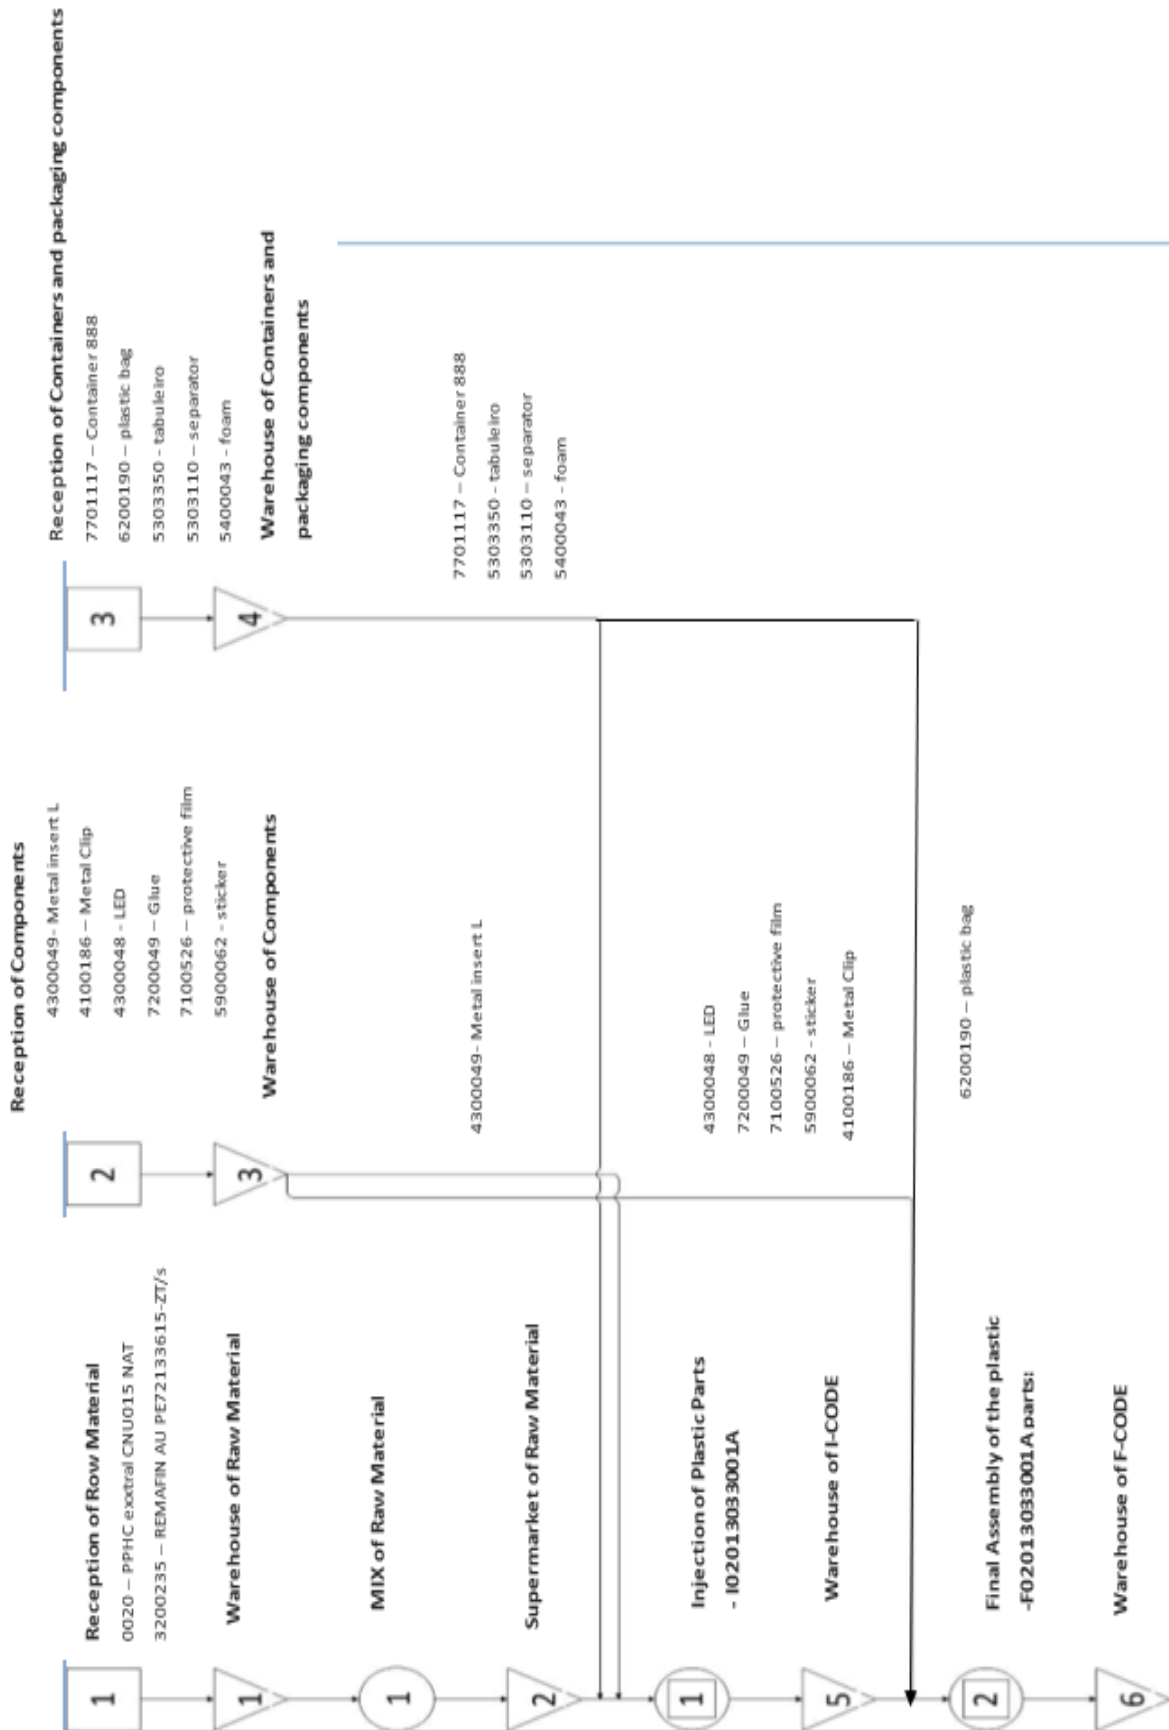 Reception of Row Material
1
0020 – PPHC exxtral CNU015 NAT
3200235 – REMAFIN AU PE72133615-ZT/s
Warehouse of Raw Material
1
MIX of Raw Material
1
Supermarket of Raw Material
2
Injection of Plastic Parts
- I02013033001A
1
Warehouse of I-CODE
5
Final Assembly of the plastic
-F02013033001A parts:
2
Warehouse of F-CODE
6
Reception of Components
2
4300049- Metal insert L
4100186 – Metal Clip
4300048 - LED
7200049 – Glue
7100526 – protective film
5900062 - sticker
Warehouse of Components
3
4300049- Metal insert L
4300048 - LED
7200049 – Glue
7100526 – protective film
5900062 - sticker
4100186 – Metal Clip
6200190 – plastic bag
Reception of Containers and packaging components
3
7701117 – Container 888
6200190 – plastic bag
5303350 - tabuleiro
5303110 – separator
5400043 - foam
Warehouse of Containers and
packaging components
4
7701117 – Container 888
5303350 - tabuleiro
5303110 – separator
5400043 - foam